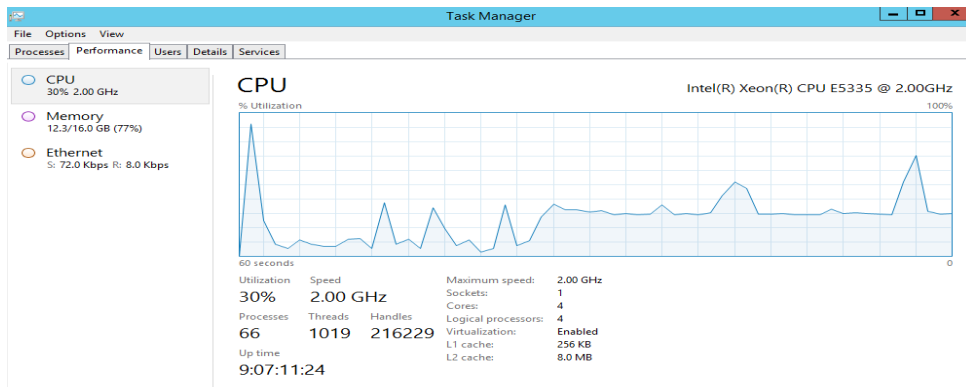 Task Manager
File Options View
Processes Performance Users Details Services
CPU
30% 2.00 GHz
Memory
12.3/16.0 GB (77%)
Ethernet
S: 72.0 Kbps R: 8.0 Kbps
CPU Intel(R) Xeon(R) CPU E5335 @ 2.00GHz
% Utilization 100%
60 seconds 0
Utilization Speed
30% 2.00 GHz
Processes Threads Handles
66 1019 216229
Up time
9:07:11:24
Maximum speed: 2.00 GHz
Sockets: 1
Cores: 4
Logical processors: 4
Virtualization: Enabled
L1 cache: 256 KB
L2 cache: 8.0 MB